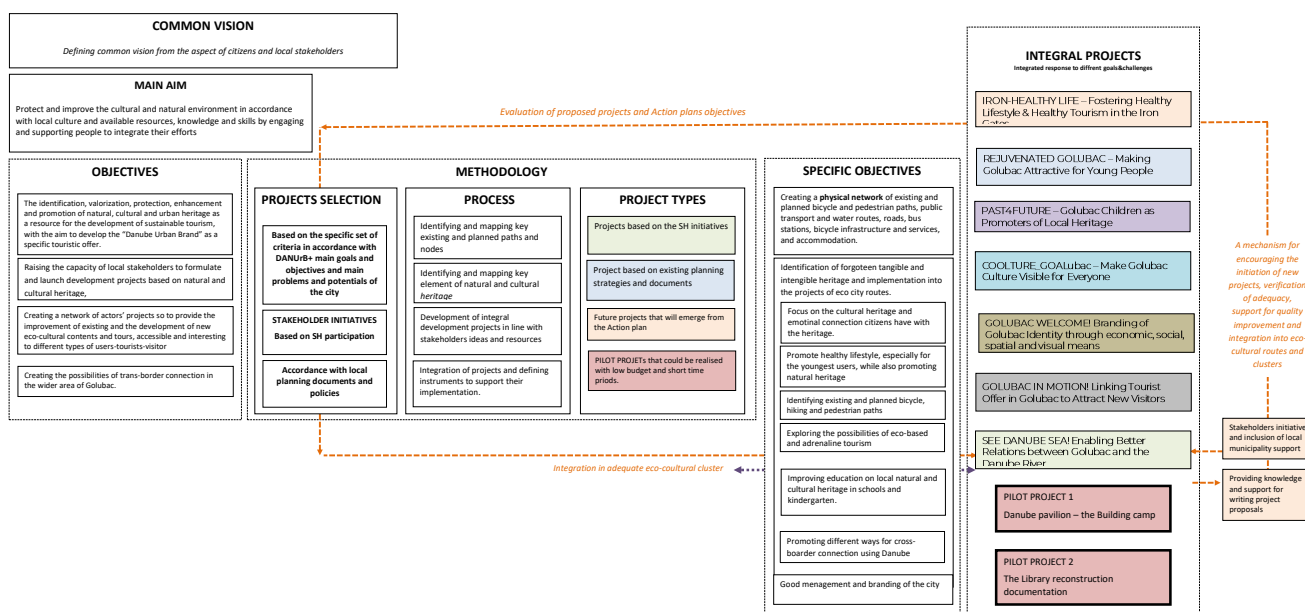 COMMON VISION
Defining common vision from the aspect of citizens and local stakeholders
MAIN AIM
Protect and improve the cultural and natural environment in accordance
with local culture and available resources, knowledge and skills by engaging
and supporting people to integrate their efforts
Evaluation of proposed projects and Action plans objectives
OBJECTIVES
The identification, valorization, protection, enhancement
and promotion of natural, cultural and urban heritage as
a resource for the development of sustainable tourism,
with the aim to develop the "Danube Urban Brand" as a
specific touristic offer.
Raising the capacity of local stakeholders to formulate
and launch development projects based on natural and
cultural heritage,
Creating a network of actors' projects so to provide the
improvement of existing and the development of new
eco-cultural contents and tours, accessible and interesting
to different types of users-tourists-visitor
Creating the possibilities of trans-border connection in
the wider area of Golubac.
METHODOLOGY
PROJECTS SELECTION
Based on the specific set of
criteria in accordance with
DANUrB+ main goals and
objectives and main
problems and potentials of
the city
STAKEHOLDER INITIATIVES
Based on SH participation
Accordance with local
planning documents and
policies
PROCESS
Identifying and mapping key
existing and planned paths and
nodes
Identifying and mapping key
element of natural and cultural
heritage
Development of integral
development projects in line with
stakeholders ideas and resources
Integration of projects and defining
instruments to support their
implementation.
PROJECT TYPES
Projects based on the SH initiatives
Project based on existing planning
strategies and documents
Future projects that will emerge from
the Action plan
PILOT PROJETs that could be realised
with low budget and short time
priods.
Integration in adequate eco-coutural cluster
SPECIFIC OBJECTIVES
Creating a physical network of existing and
planned bicycle and pedestrian paths, public
transport and water routes, roads, bus
stations, bicycle infrastructure and services,
and accommodation.
Identification of forgoteen tangible and
intengible heritage and implementation into
the projects of eco city routes.
Focus on the cultural heritage and
emotinal connection citizens have with
the heritage.
Promote healthy lifestyle, especially for
the youngest users, while also promoting
natural heritage
Identifying existing and planned bicycle,
hiking and pedestrian paths
Exploring the possibilities of eco-based
and adrenaline tourism
Improving education on local natural and
cultural heritage in schools and
kindergarten.
Promoting different ways for cross-
boarder connection using Danube
Good menagement and branding of the city
INTEGRAL PROJECTS
Integrated response to diffrent goals&challenges
IRON-HEALTHY LIFE – Fostering Healthy
Lifestyle & Healthy Tourism in the Iron
Gates
REJUVENATED GOLUBAC – Making
Golubac Attractive for Young People
PAST4FUTURE – Golubac Children as
Promoters of Local Heritage
COOLTURE_GOALubac – Make Golubac
Culture Visible for Everyone
GOLUBAC WELCOME! Branding of
Golubac Identity through economic, social,
spatial and visual means
GOLUBAC IN MOTION! Linking Tourist
Offer in Golubac to Attract New Visitors
SEE DANUBE SEA! Enabling Better
Relations between Golubac and the
Danube River
PILOT PROJECT 1
Danube pavilion – the Building camp
PILOT PROJECT 2
The Library reconstruction
documentation
A mechanism for
encouraging the
initiation of new
projects, verification
of adequacy,
support for quality
improvement and
integration into eco-
cultural routes and
clusters
Stakeholders initiative
and inclusion of local
municipality support
Providing knowledge
and support for
writing project
proposals